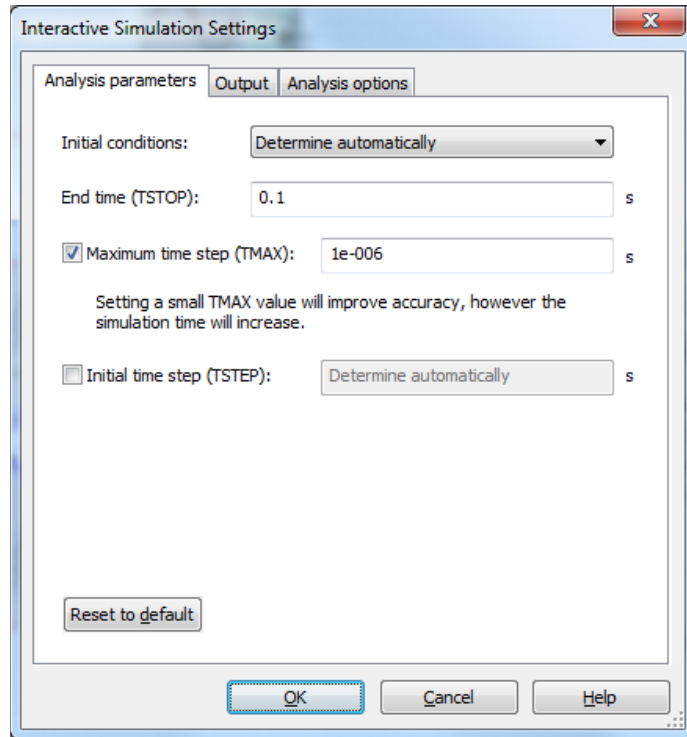 Interactive Simulation Settings
Analysis parameters Output Analysis options
Initial conditions: Determine automatically
End time (TSTOP): 0.1 s
Maximum time step (TMAX): 1e-006 s
Setting a small TMAX value will improve accuracy, however the
simulation time will increase.
Initial time step (TSTEP): Determine automatically s
Reset to default
OK Cancel Help